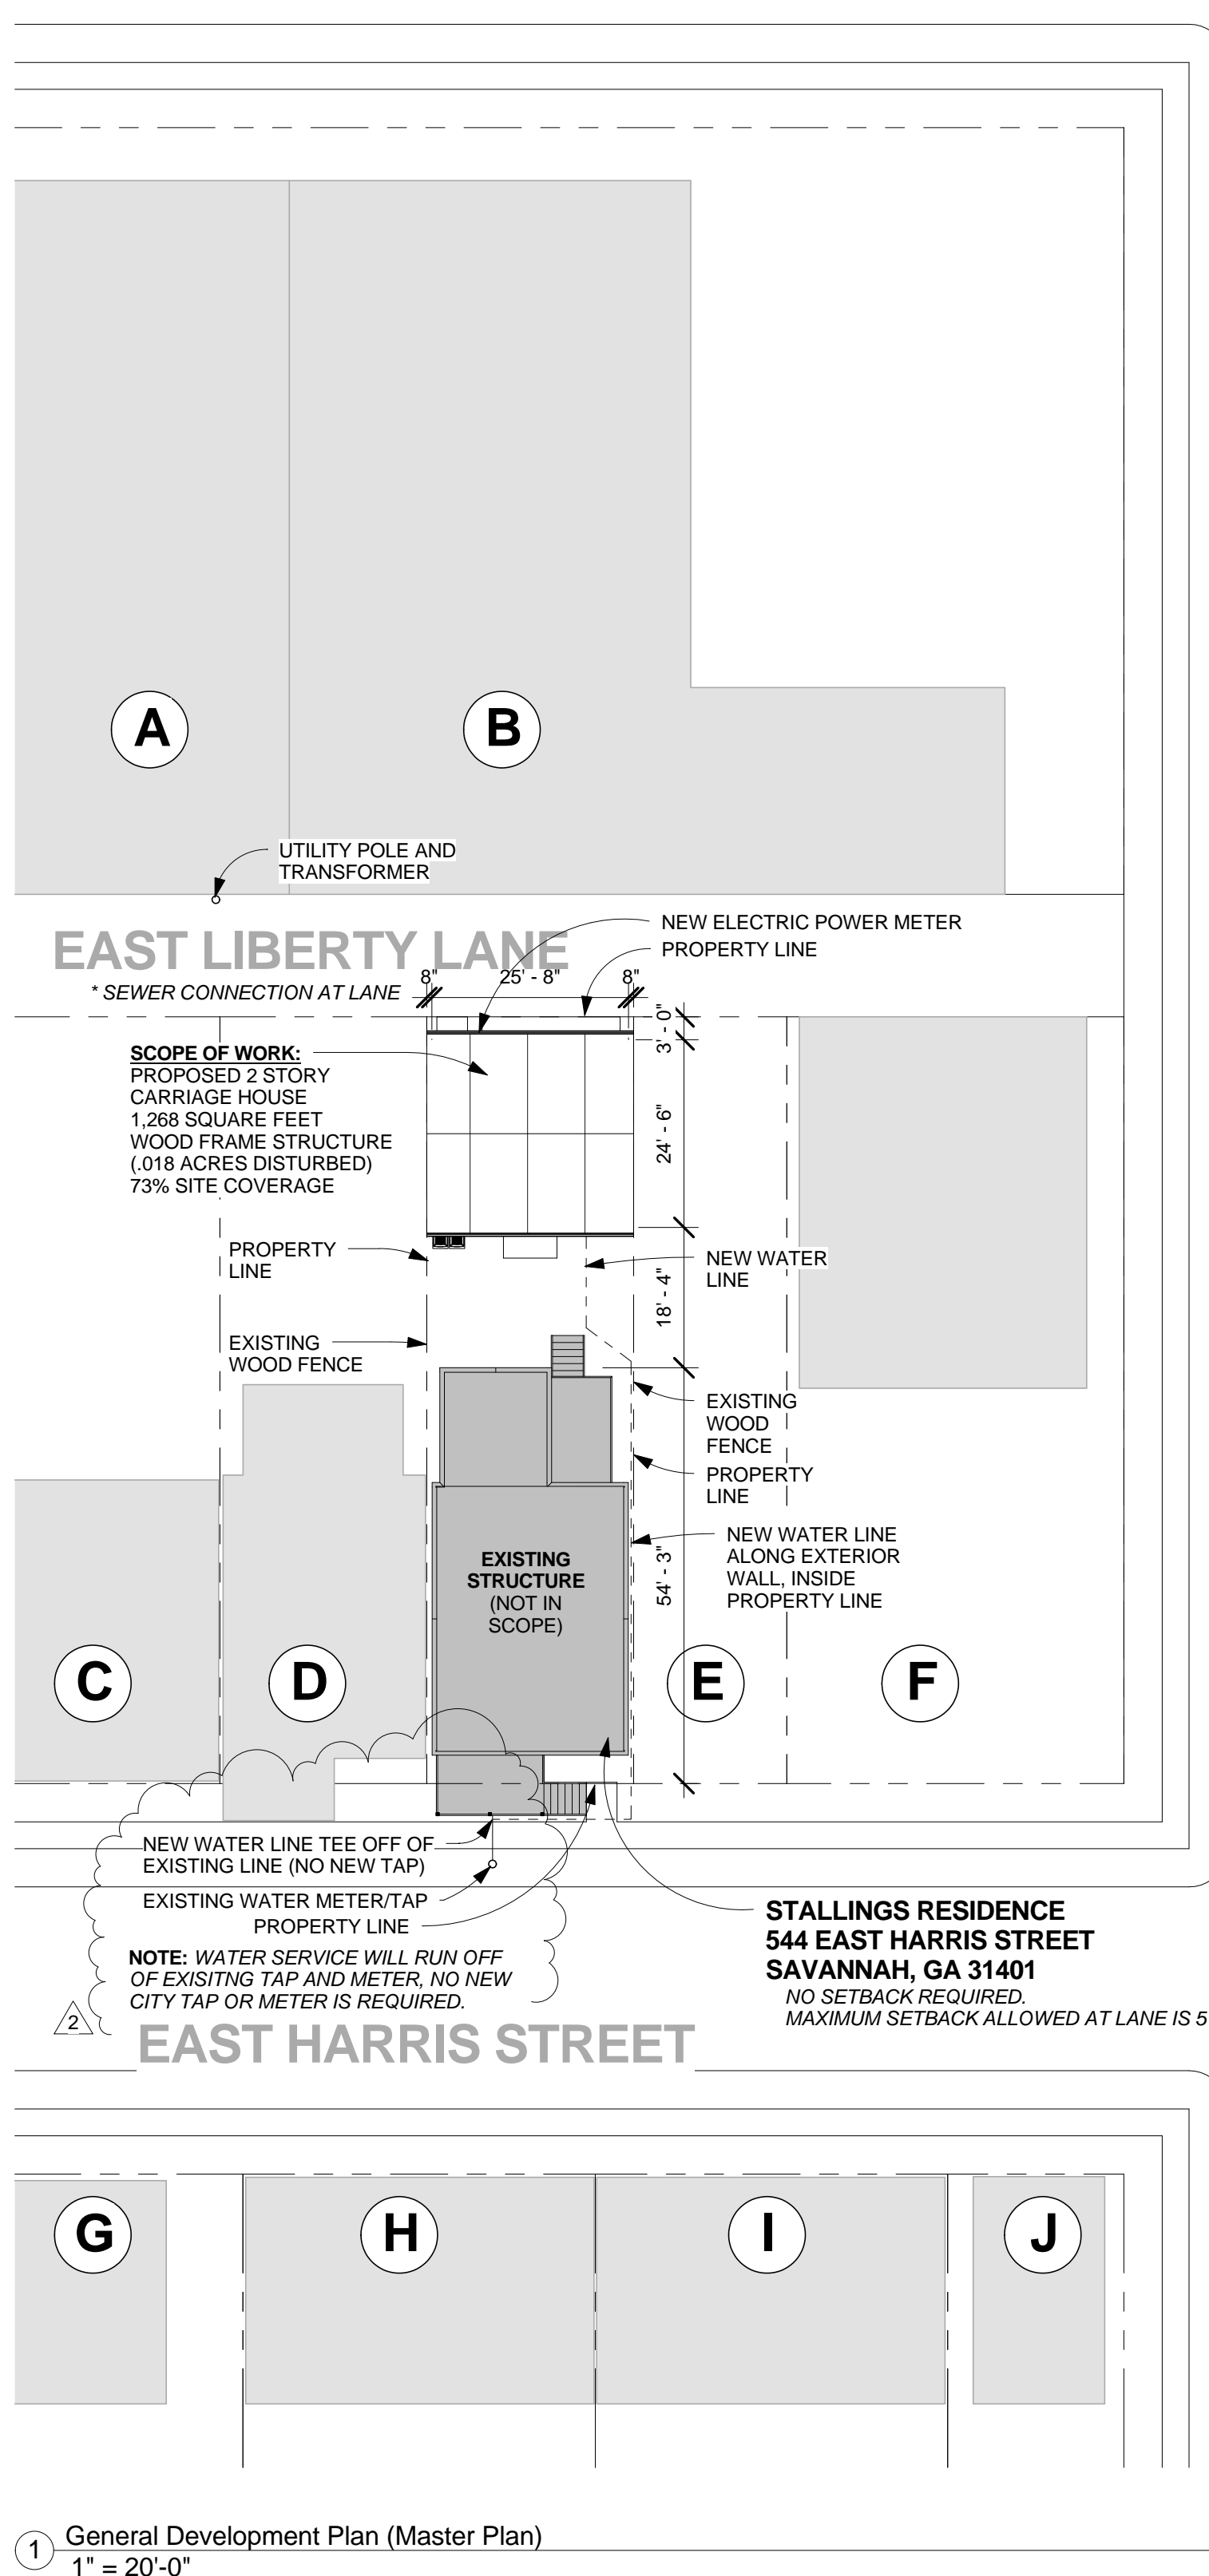 A
B
UTILITY POLE AND
TRANSFORMER
EAST LIBERTY LANE
NEW ELECTRIC POWER METER
PROPERTY LINE
* SEWER CONNECTION AT LANE
8"
25' - 8"
8"
3' - 0"
SCOPE OF WORK:
PROPOSED 2 STORY
CARRIAGE HOUSE
1,268 SQUARE FEET
WOOD FRAME STRUCTURE
(.018 ACRES DISTURBED)
73% SITE COVERAGE
24' - 6"
PROPERTY
LINE
NEW WATER
LINE
18' - 4"
EXISTING
WOOD FENCE
EXISTING
WOOD
FENCE
PROPERTY
LINE
EXISTING
STRUCTURE
(NOT IN
SCOPE)
54' - 3"
NEW WATER LINE
ALONG EXTERIOR
WALL, INSIDE
PROPERTY LINE
C
D
E
F
NEW WATER LINE TEE OFF OF
EXISTING LINE (NO NEW TAP)
EXISTING WATER METER/TAP
PROPERTY LINE
NOTE: WATER SERVICE WILL RUN OFF
OF EXISITNG TAP AND METER, NO NEW
CITY TAP OR METER IS REQUIRED.
2
STALLINGS RESIDENCE
544 EAST HARRIS STREET
SAVANNAH, GA 31401
NO SETBACK REQUIRED.
MAXIMUM SETBACK ALLOWED AT LANE IS 5
EAST HARRIS STREET
G
H
I
J
1
General Development Plan (Master Plan)
1" = 20'-0"